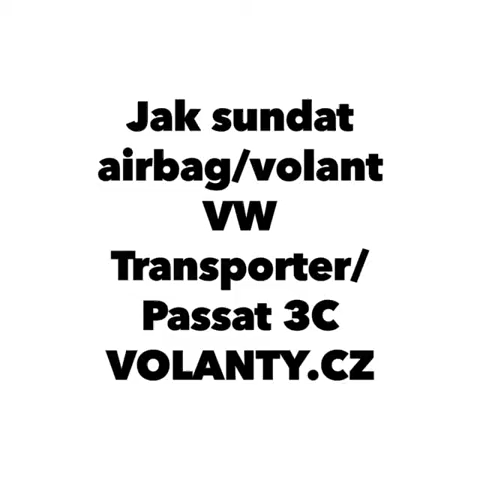 Jak sundat
airbag/volant
VW
Transporter/
Passat 3C
VOLANTY.CZ